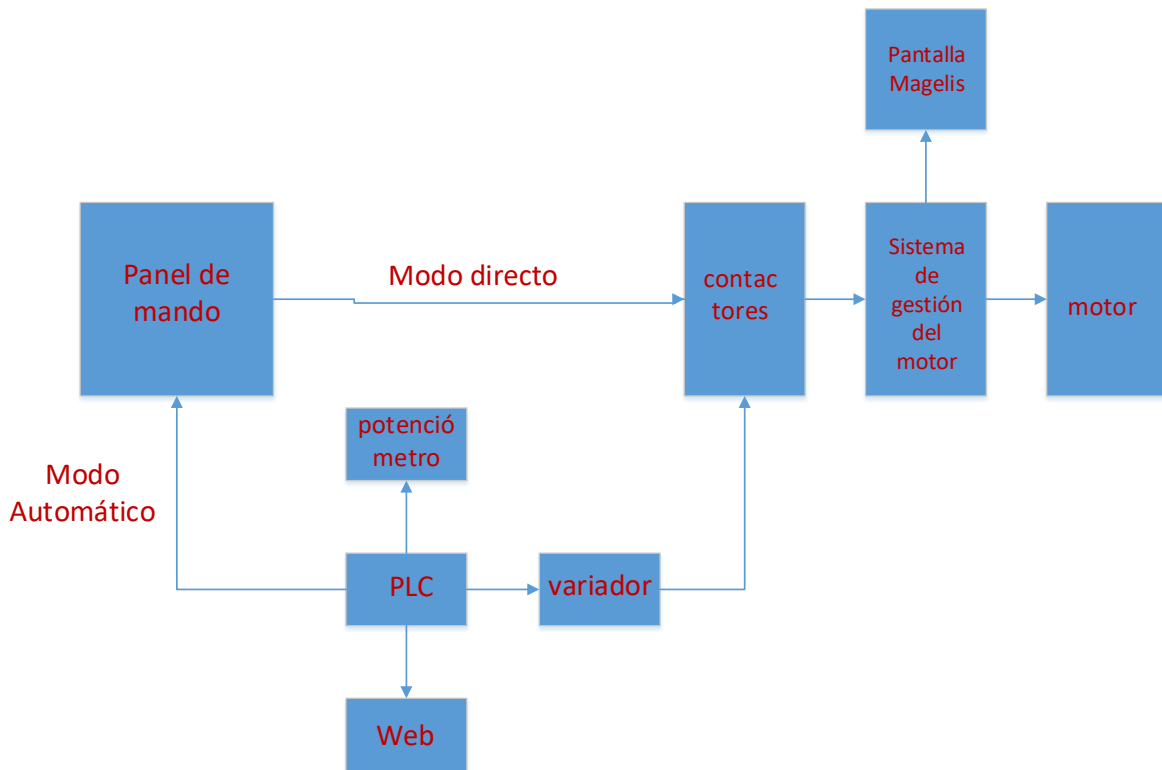 Pantalla
Magelis
Panel de
mando
Modo directo
contac
tores
Sistema
de
gestión
del
motor
motor
potenció
metro
Modo
Automático
PLC
variador
Web